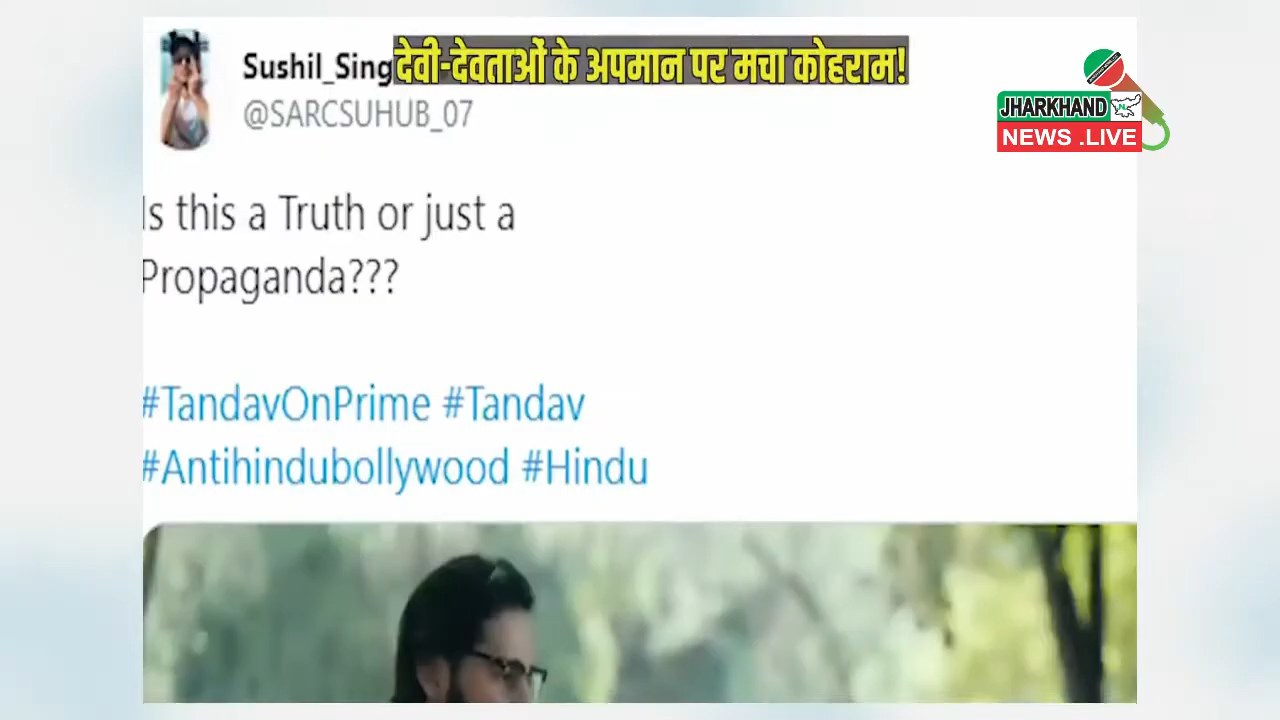 देवी-देवताओं के अपमान पर मचा कोहराम!
Sushil_Sing
@SARCSUHUB_07
JHARKHAND
NEWS .LIVE
Is this a Truth or just a
Propaganda???
#TandavOnPrime #Tandav
#Antihindubollywood #Hindu